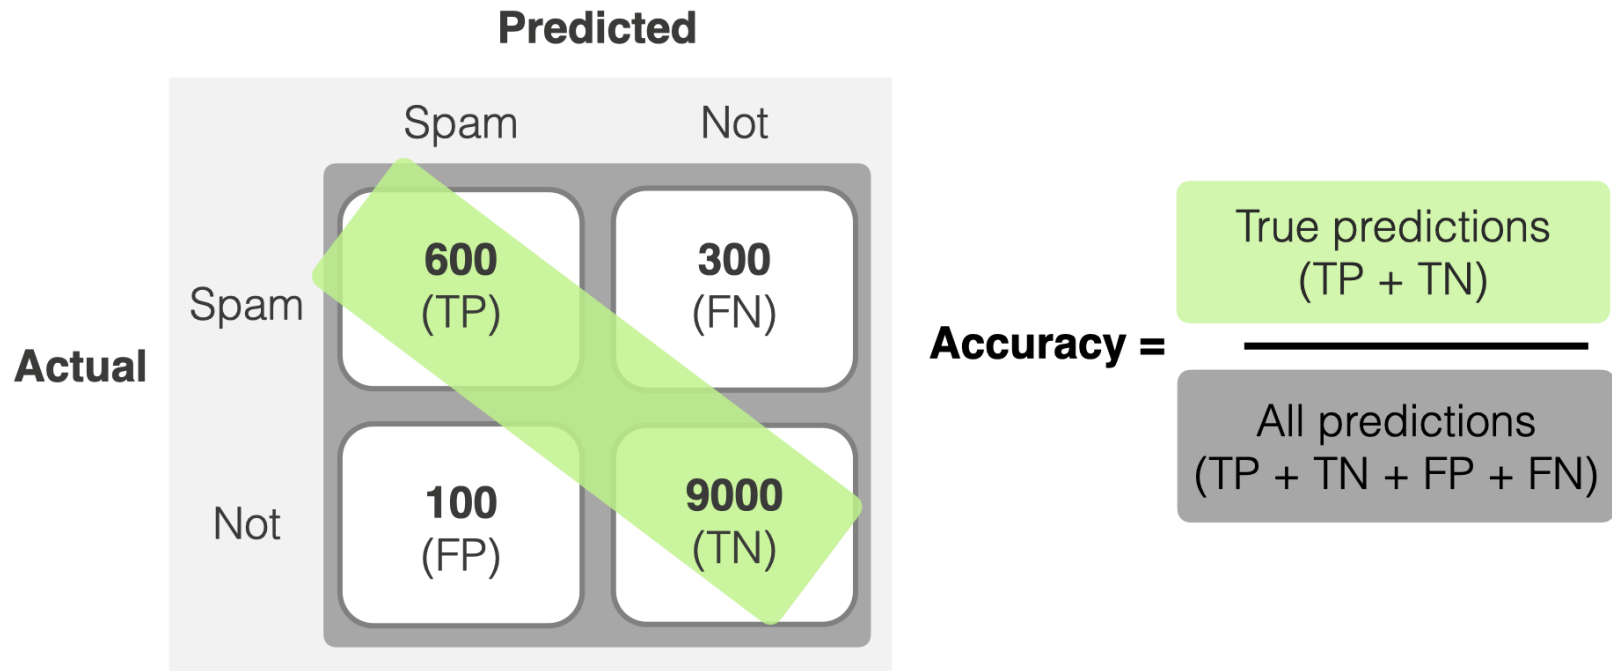 Predicted
Spam Not
Actual
Spam
600 300
(TP) (FN)
Not
100 9000
(FP) (TN)
Accuracy =
True predictions
(TP + TN)
All predictions
(TP + TN + FP + FN)